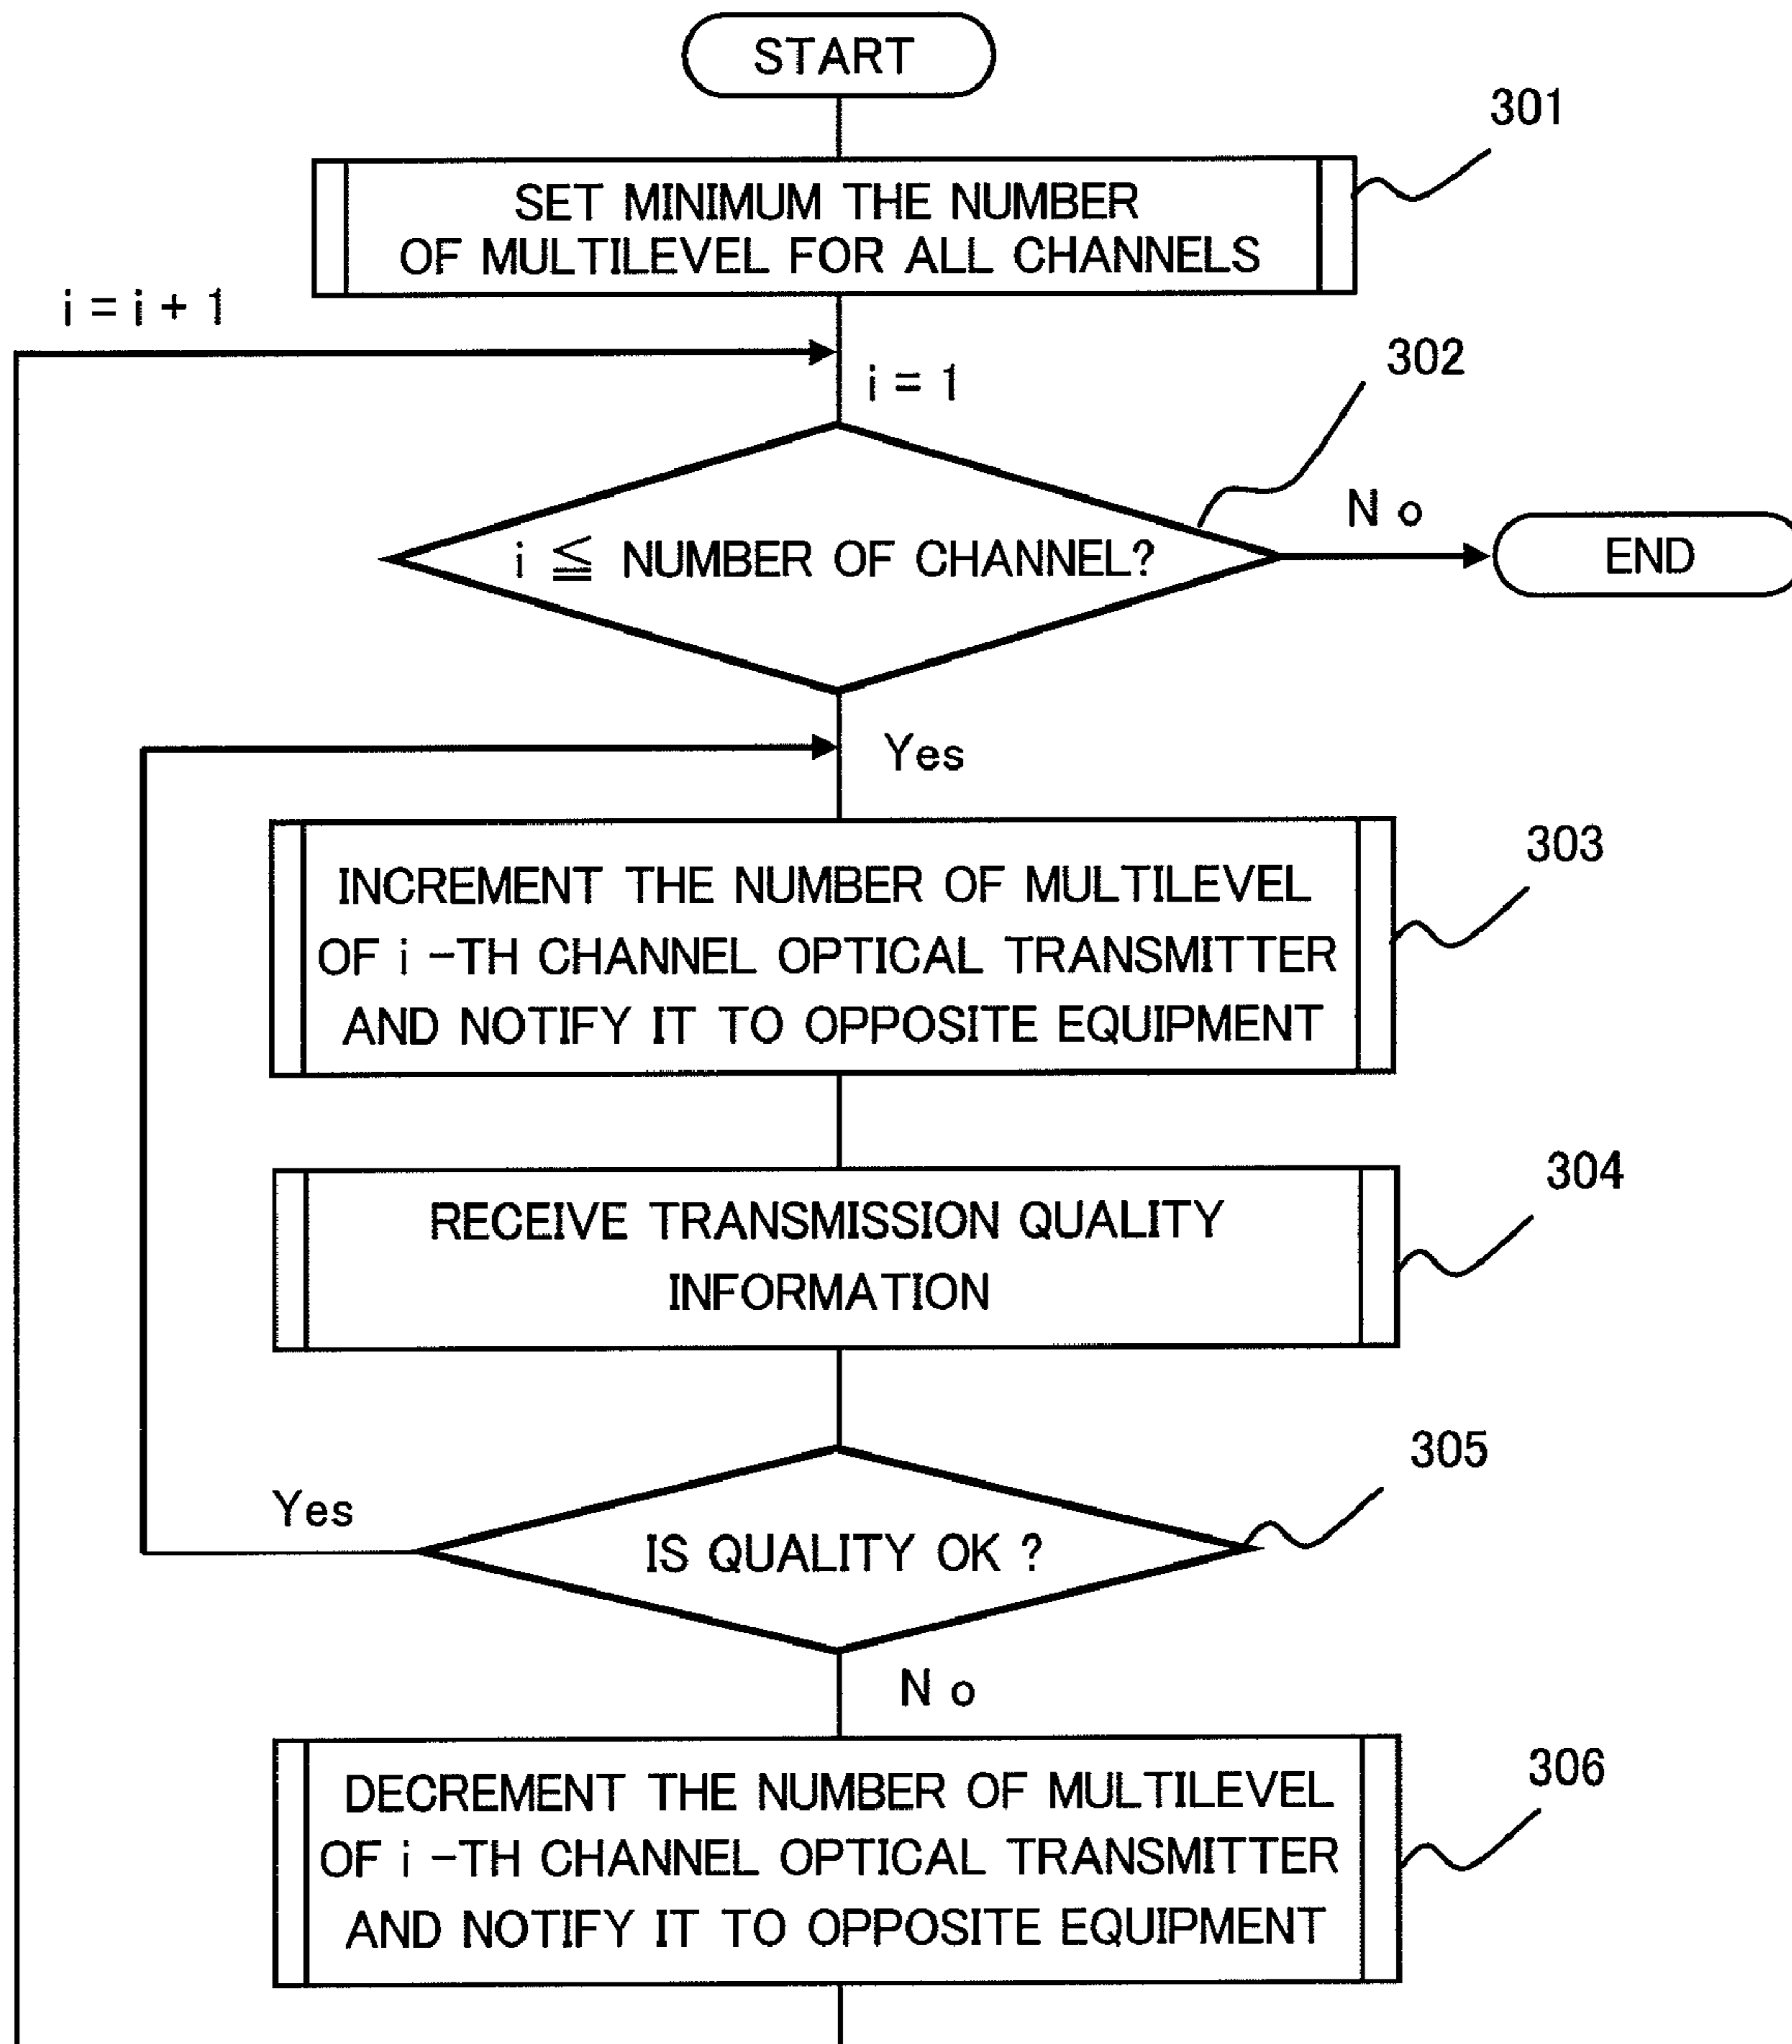 START
301
SET MINIMUM THE NUMBER
OF MULTILEVEL FOR ALL CHANNELS
i = i + 1
i = 1
302
i ≦ NUMBER OF CHANNEL?
No
END
Yes
303
INCREMENT THE NUMBER OF MULTILEVEL
OF i -TH CHANNEL OPTICAL TRANSMITTER
AND NOTIFY IT TO OPPOSITE EQUIPMENT
304
RECEIVE TRANSMISSION QUALITY
INFORMATION
305
Yes
IS QUALITY OK ?
No
306
DECREMENT THE NUMBER OF MULTILEVEL
OF i -TH CHANNEL OPTICAL TRANSMITTER
AND NOTIFY IT TO OPPOSITE EQUIPMENT